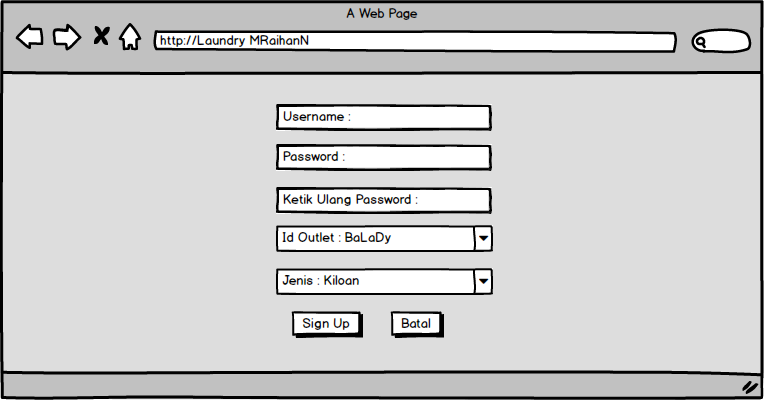 A Web Page
http://Laundry MRaihanN
Username :
Password :
Ketik Ulang Password :
Id Outlet : BaLaDy
Jenis : Kiloan
Sign Up
Batal